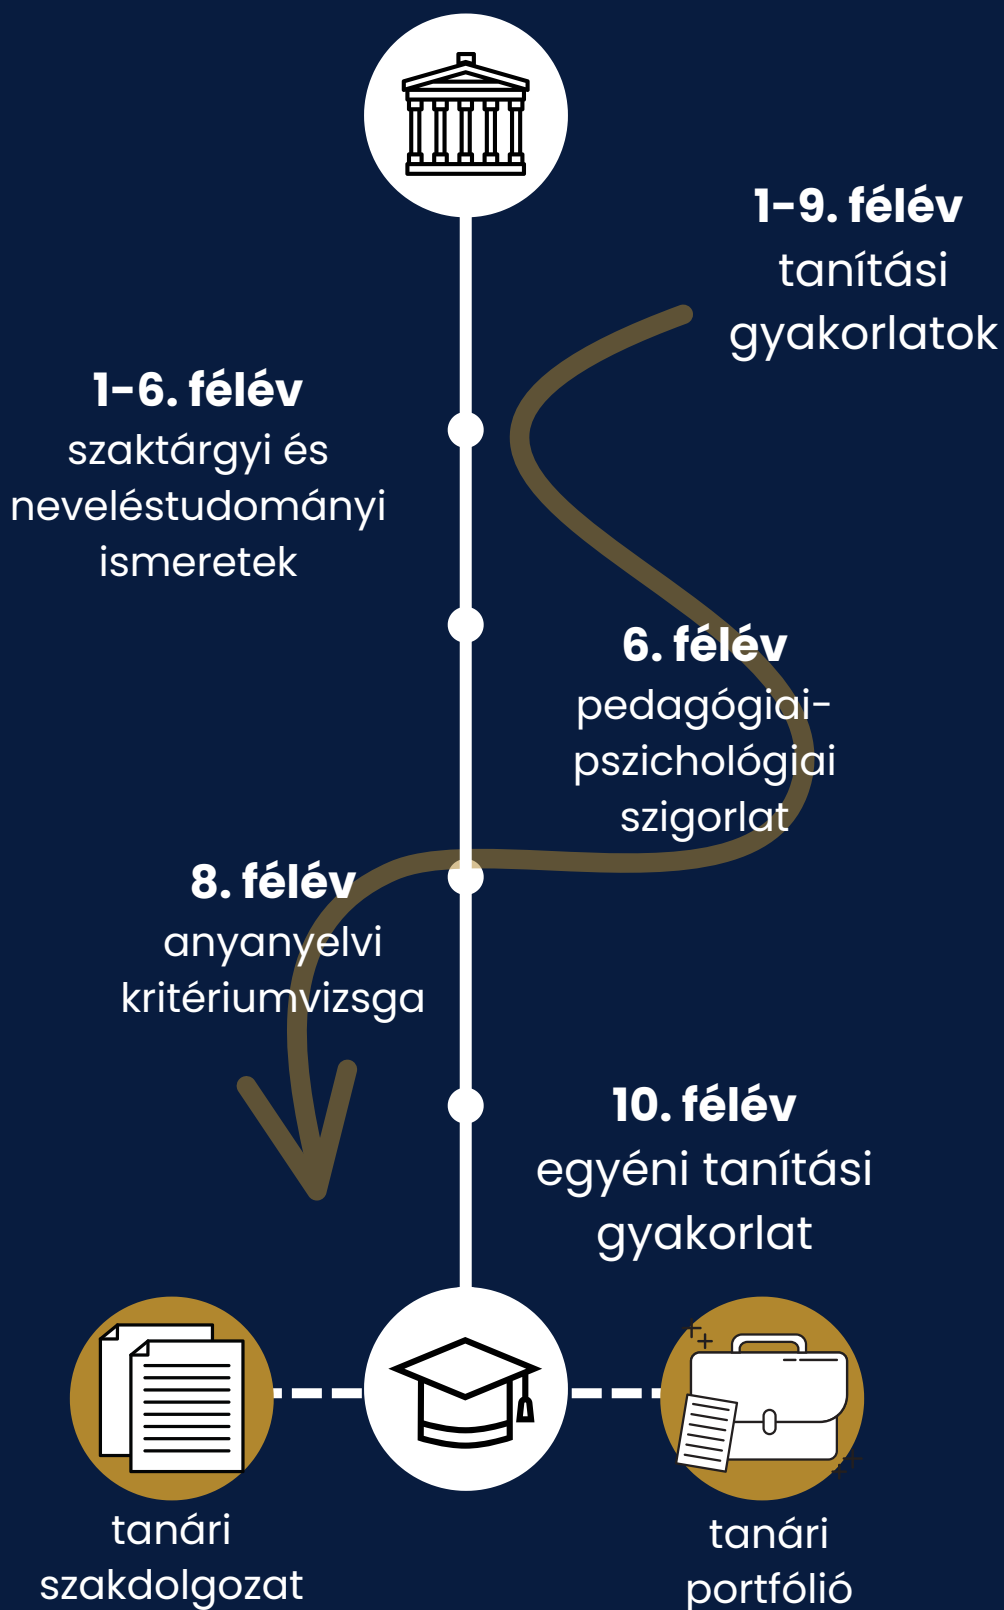 1-9. félév
tanítási
gyakorlatok
1-6. félév
szaktárgyi és
neveléstudományi
ismeretek
6. félév
pedagógiai-
pszichológiai
szigorlat
8. félév
anyanyelvi
kritériumvizsga
10. félév
egyéni tanítási
gyakorlat
tanári
szakdolgozat
tanári
portfólió